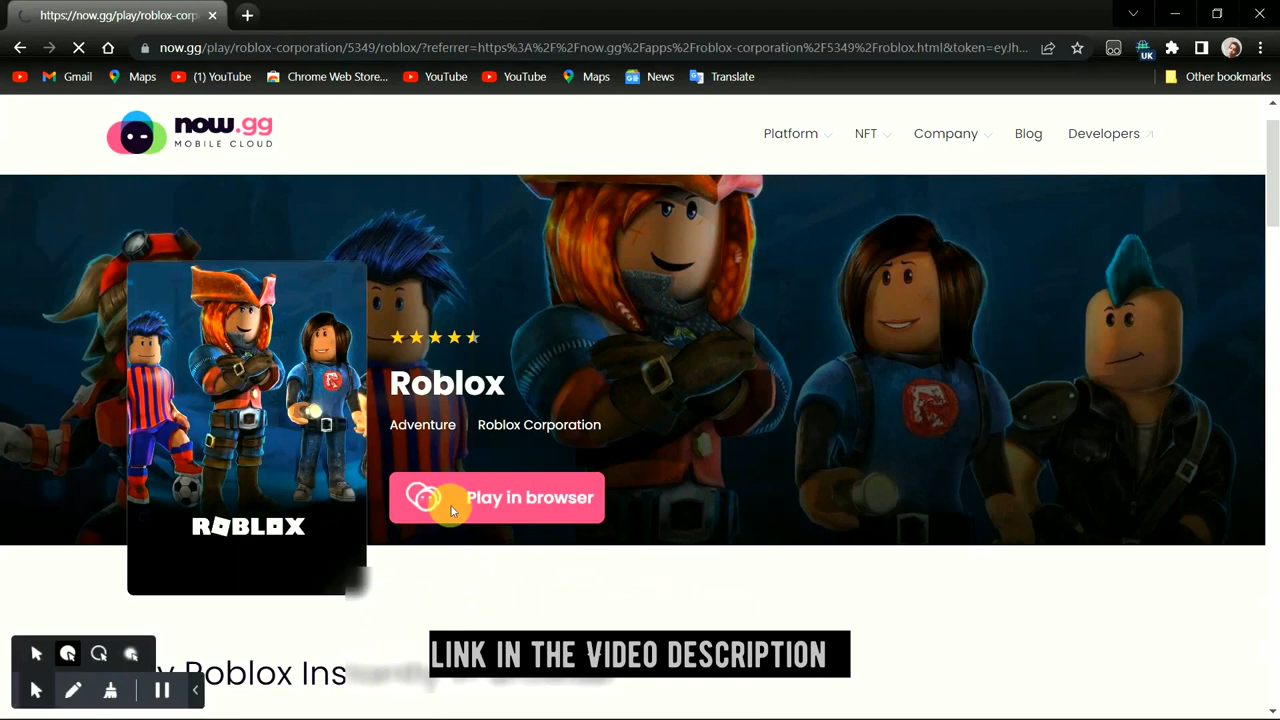 https://now.gg/play/roblox-corp
now.gg/play/roblox-corporation/5349/roblox/?referrer=https%3A%2F%2Fnow.gg%2Fapps%2Froblox-corporation%2F5349%2Froblox.html&token=eyJh...
UK
Gmail
Maps
(1) YouTube
Chrome Web Store...
YouTube
YouTube
Maps
News
Translate
Other bookmarks
now.gg
MOBILE CLOUD
Platform
NFT
Company
Blog
Developers
Roblox
Adventure
Roblox Corporation
Play in browser
ROBLOX
LINK IN THE VIDEO DESCRIPTION
y Roblox Ins